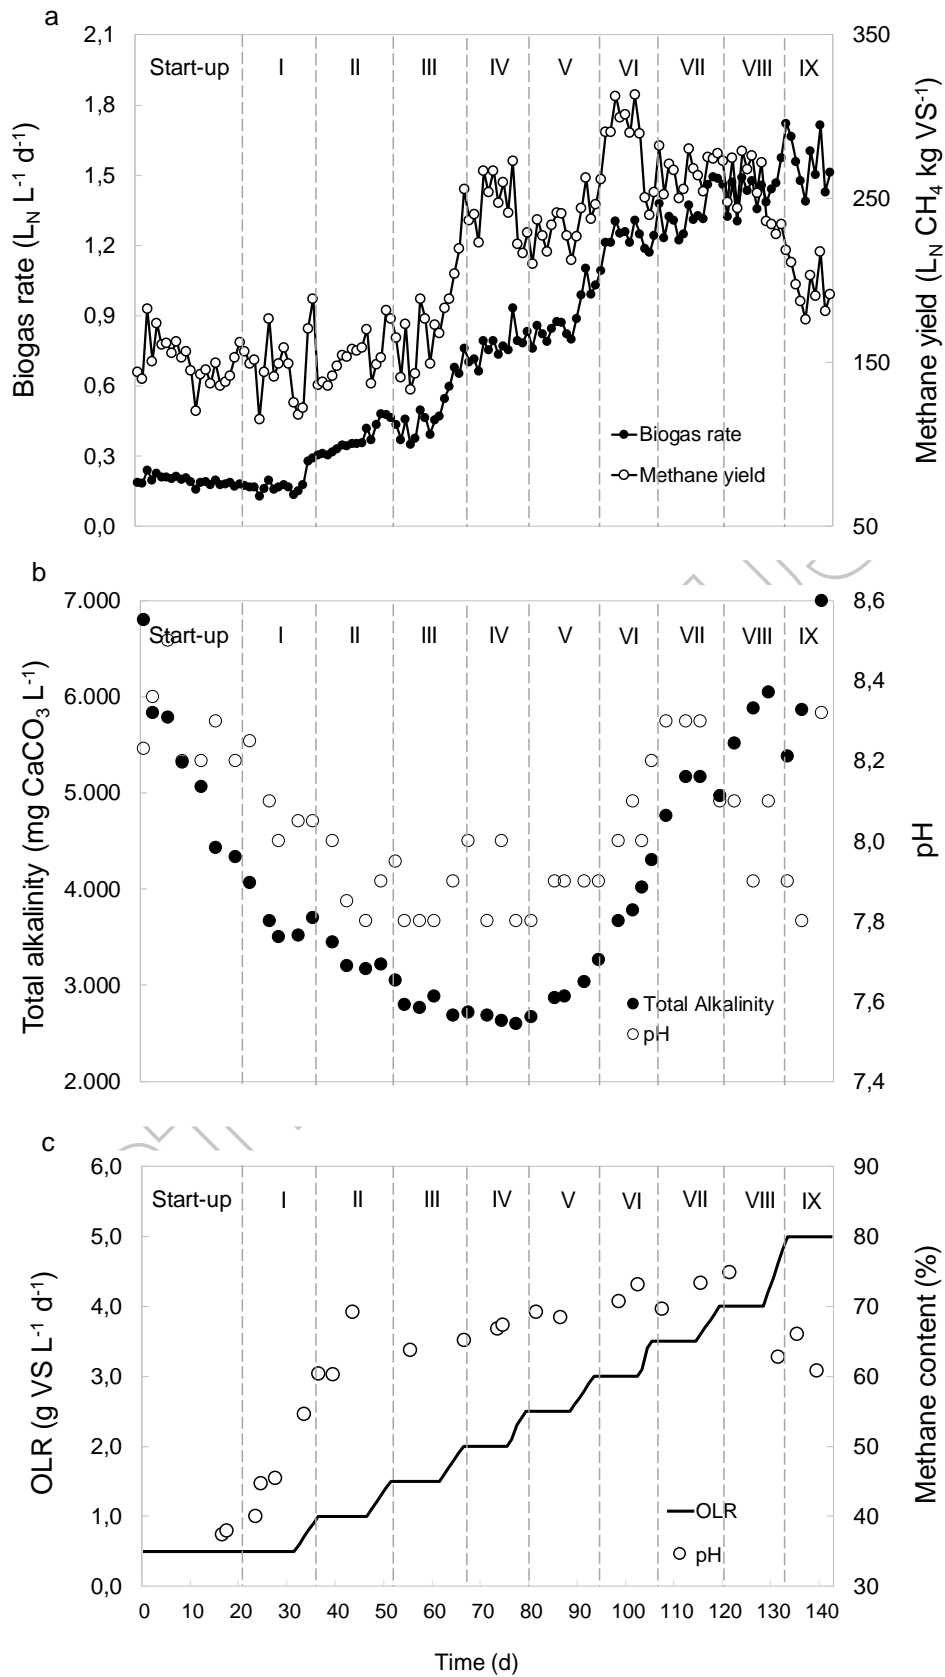 a
2,1
1,8
1,5
1,2
0,9
0,6
0,3
0,0
Biogas rate (L_N L⁻¹ d⁻¹)
Start-up I II III IV V VI VII VIII IX
350
250
150
50
Methane yield (L_N CH₄ kg VS⁻¹)
Biogas rate
Methane yield
b
7.000
6.000
5.000
4.000
3.000
2.000
Total alkalinity (mg CaCO₃ L⁻¹)
Start-up I II III IV V VI VII VIII IX
8,6
8,4
8,2
8,0
7,8
7,6
7,4
pH
Total Alkalinity
pH
c
6,0
5,0
4,0
3,0
2,0
1,0
0,0
OLR (g VS L⁻¹ d⁻¹)
Start-up I II III IV V VI VII VIII IX
90
80
70
60
50
40
30
Methane content (%)
OLR
pH
0 10 20 30 40 50 60 70 80 90 100 110 120 130 140
Time (d)